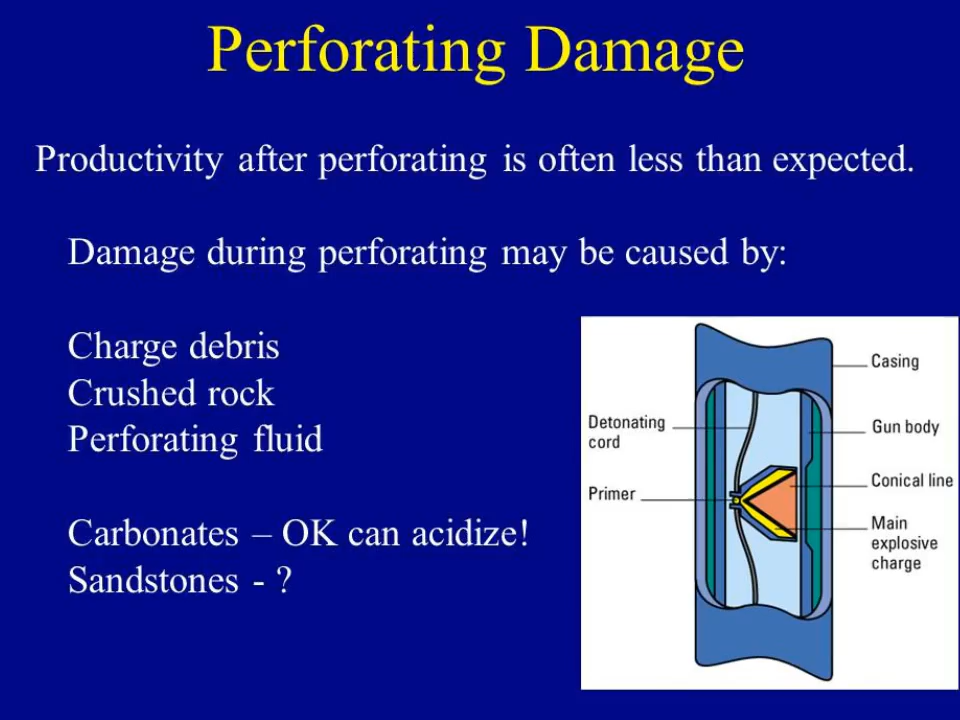 Perforating Damage
Productivity after perforating is often less than expected.
Damage during perforating may be caused by:
Charge debris
Crushed rock
Perforating fluid
Carbonates – OK can acidize!
Sandstones - ?
Casing
Detonating
cord
Gun body
Primer
Conical line
Main
explosive
charge